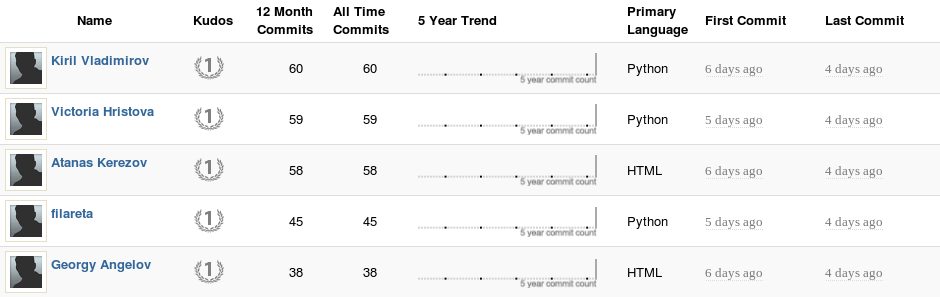 Name Kudos 12 Month Commits All Time Commits 5 Year Trend Primary Language First Commit Last Commit
Kiril Vladimirov 1 60 60 5 year commit count Python 6 days ago 4 days ago
Victoria Hristova 1 59 59 5 year commit count Python 5 days ago 4 days ago
Atanas Kerezov 1 58 58 5 year commit count HTML 6 days ago 4 days ago
filareta 1 45 45 5 year commit count Python 5 days ago 4 days ago
Georgy Angelov 1 38 38 5 year commit count HTML 6 days ago 4 days ago